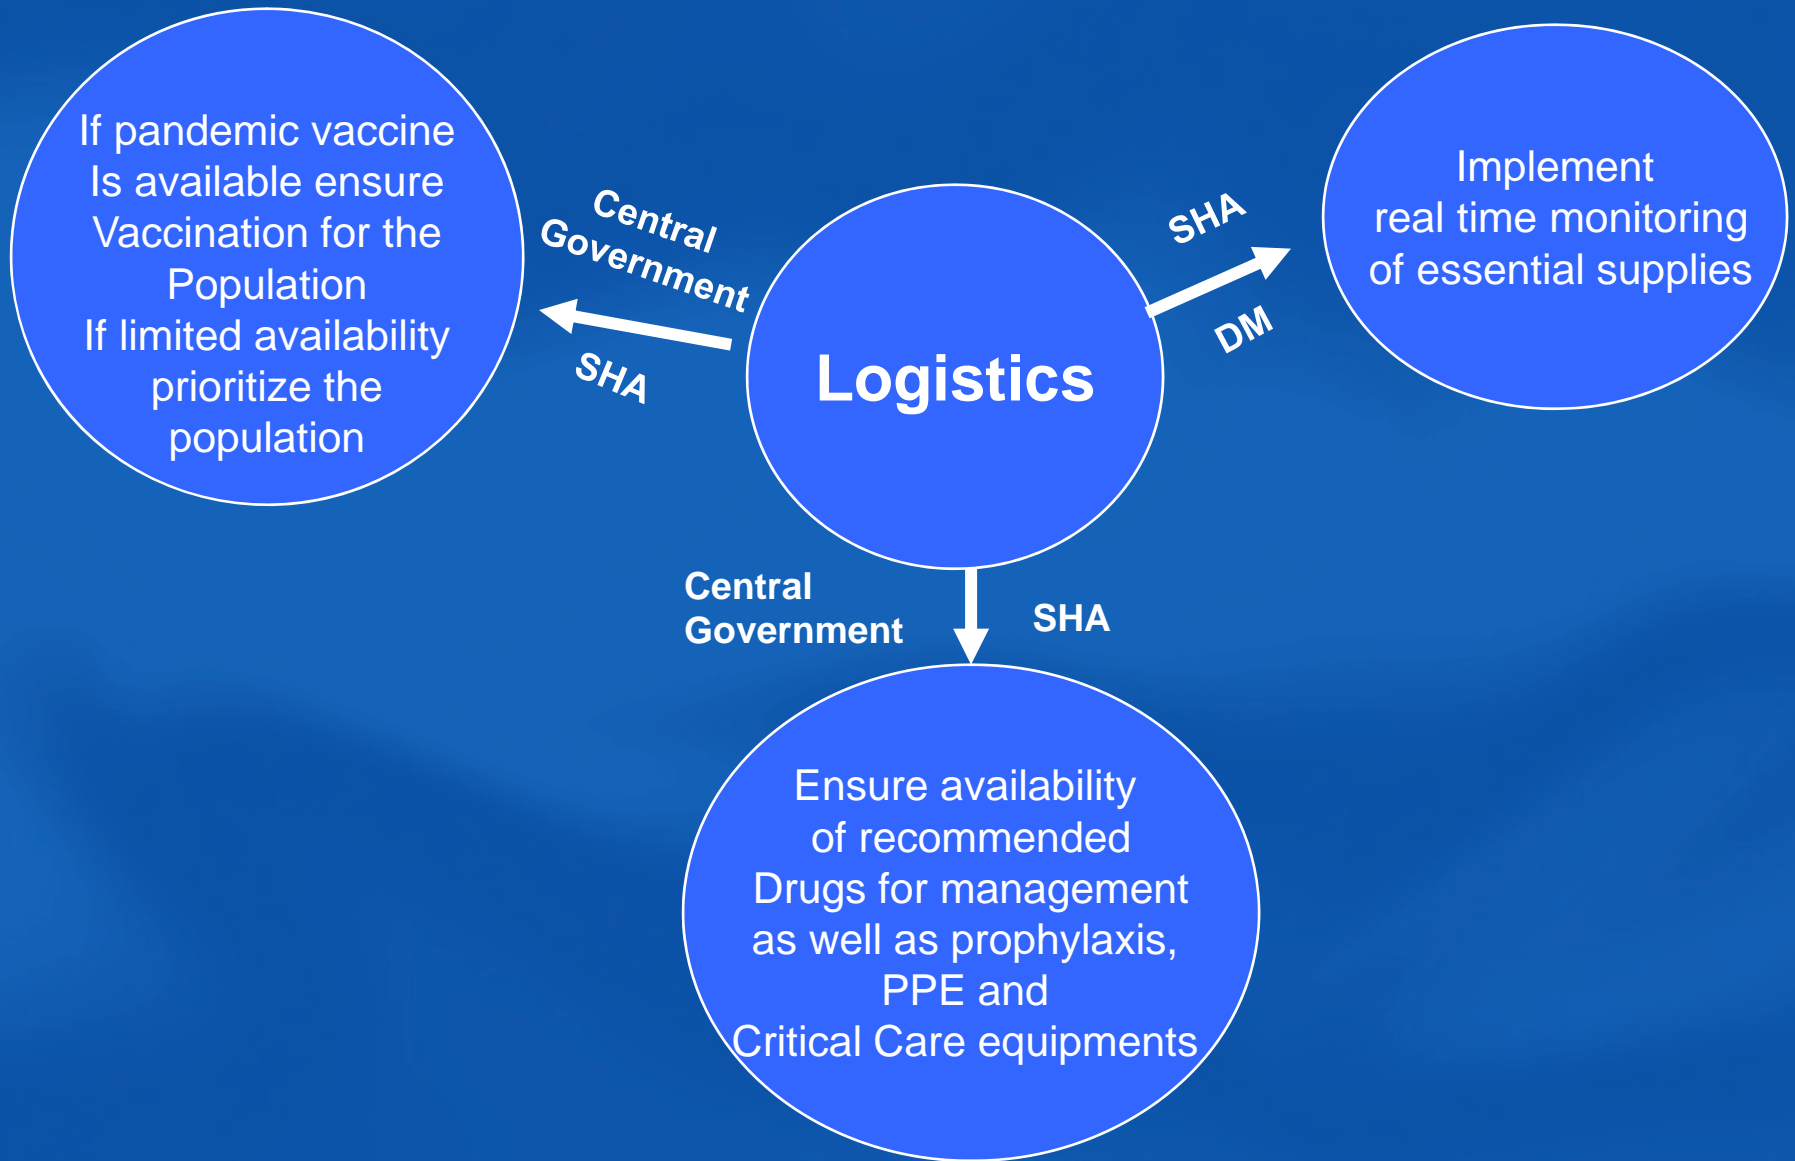 If pandemic vaccine
Is available ensure
Vaccination for the
Population
If limited availability
prioritize the
population
Central
Government
SHA
Logistics
SHA
DM
Implement
real time monitoring
of essential supplies
Central
Government
SHA
Ensure availability
of recommended
Drugs for management
as well as prophylaxis,
PPE and
Critical Care equipments